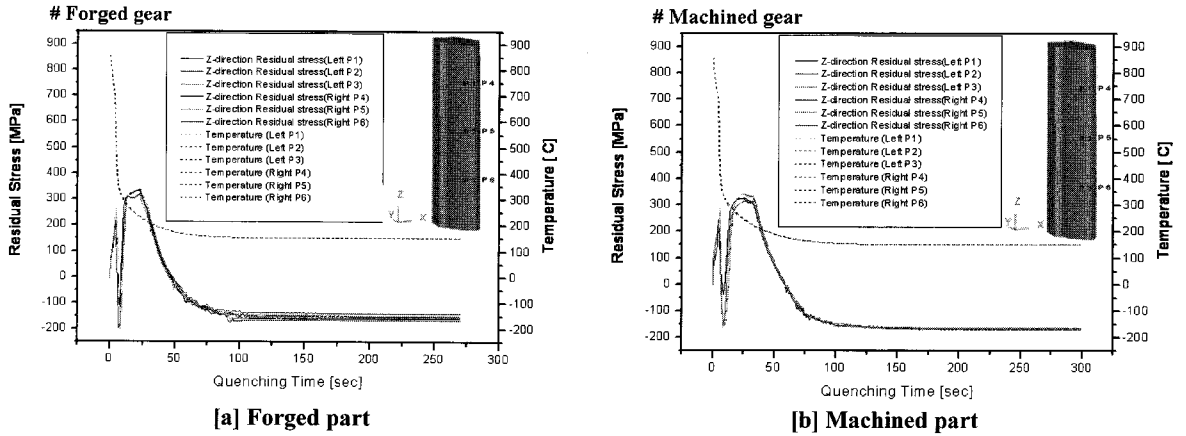 # Forged gear
900
800
700
600
500
400
300
200
100
0
-100
-200
Residual Stress [MPa]
Z-direction Residual stress(Left P1)
Z-direction Residual stress(Left P2)
Z-direction Residual stress(Left P3)
Z-direction Residual stress(Right P4)
Z-direction Residual stress(Right P5)
Z-direction Residual stress(Right P6)
Temperature (Left P1)
Temperature (Left P2)
Temperature (Left P3)
Temperature (Right P4)
Temperature (Right P5)
Temperature (Right P6)
P 4
P 5
P 6
Z
Y X
900
800
700
600
500
400
300
200
100
0
-100
-200
Temperature [ C]
0 50 100 150 200 250 300
Quenching Time [sec]
[a] Forged part
# Machined gear
900
800
700
600
500
400
300
200
100
0
-100
-200
Residual Stress [MPa]
Z-direction Residual stress(Left P1)
Z-direction Residual stress(Left P2)
Z-direction Residual stress(Left P3)
Z-direction Residual stress(Right P4)
Z-direction Residual stress(Right P5)
Z-direction Residual stress(Right P6)
Temperature (Left P1)
Temperature (Left P2)
Temperature (Left P3)
Temperature (Right P4)
Temperature (Right P5)
Temperature (Right P6)
P 4
P 5
P 6
Z
Y X
900
800
700
600
500
400
300
200
100
0
-100
-200
Temperature [ C]
0 50 100 150 200 250 300
Quenching Time [sec]
[b] Machined part